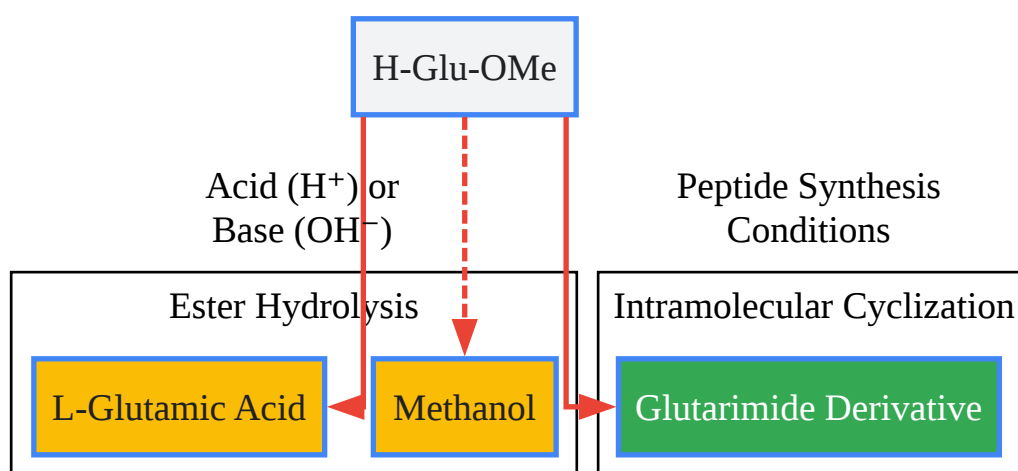 H-Glu-OMe
Acid (H⁺) or
Base (OH⁻)
Peptide Synthesis
Conditions
Ester Hydrolysis
Intramolecular Cyclization
L-Glutamic Acid
Methanol
Glutarimide Derivative